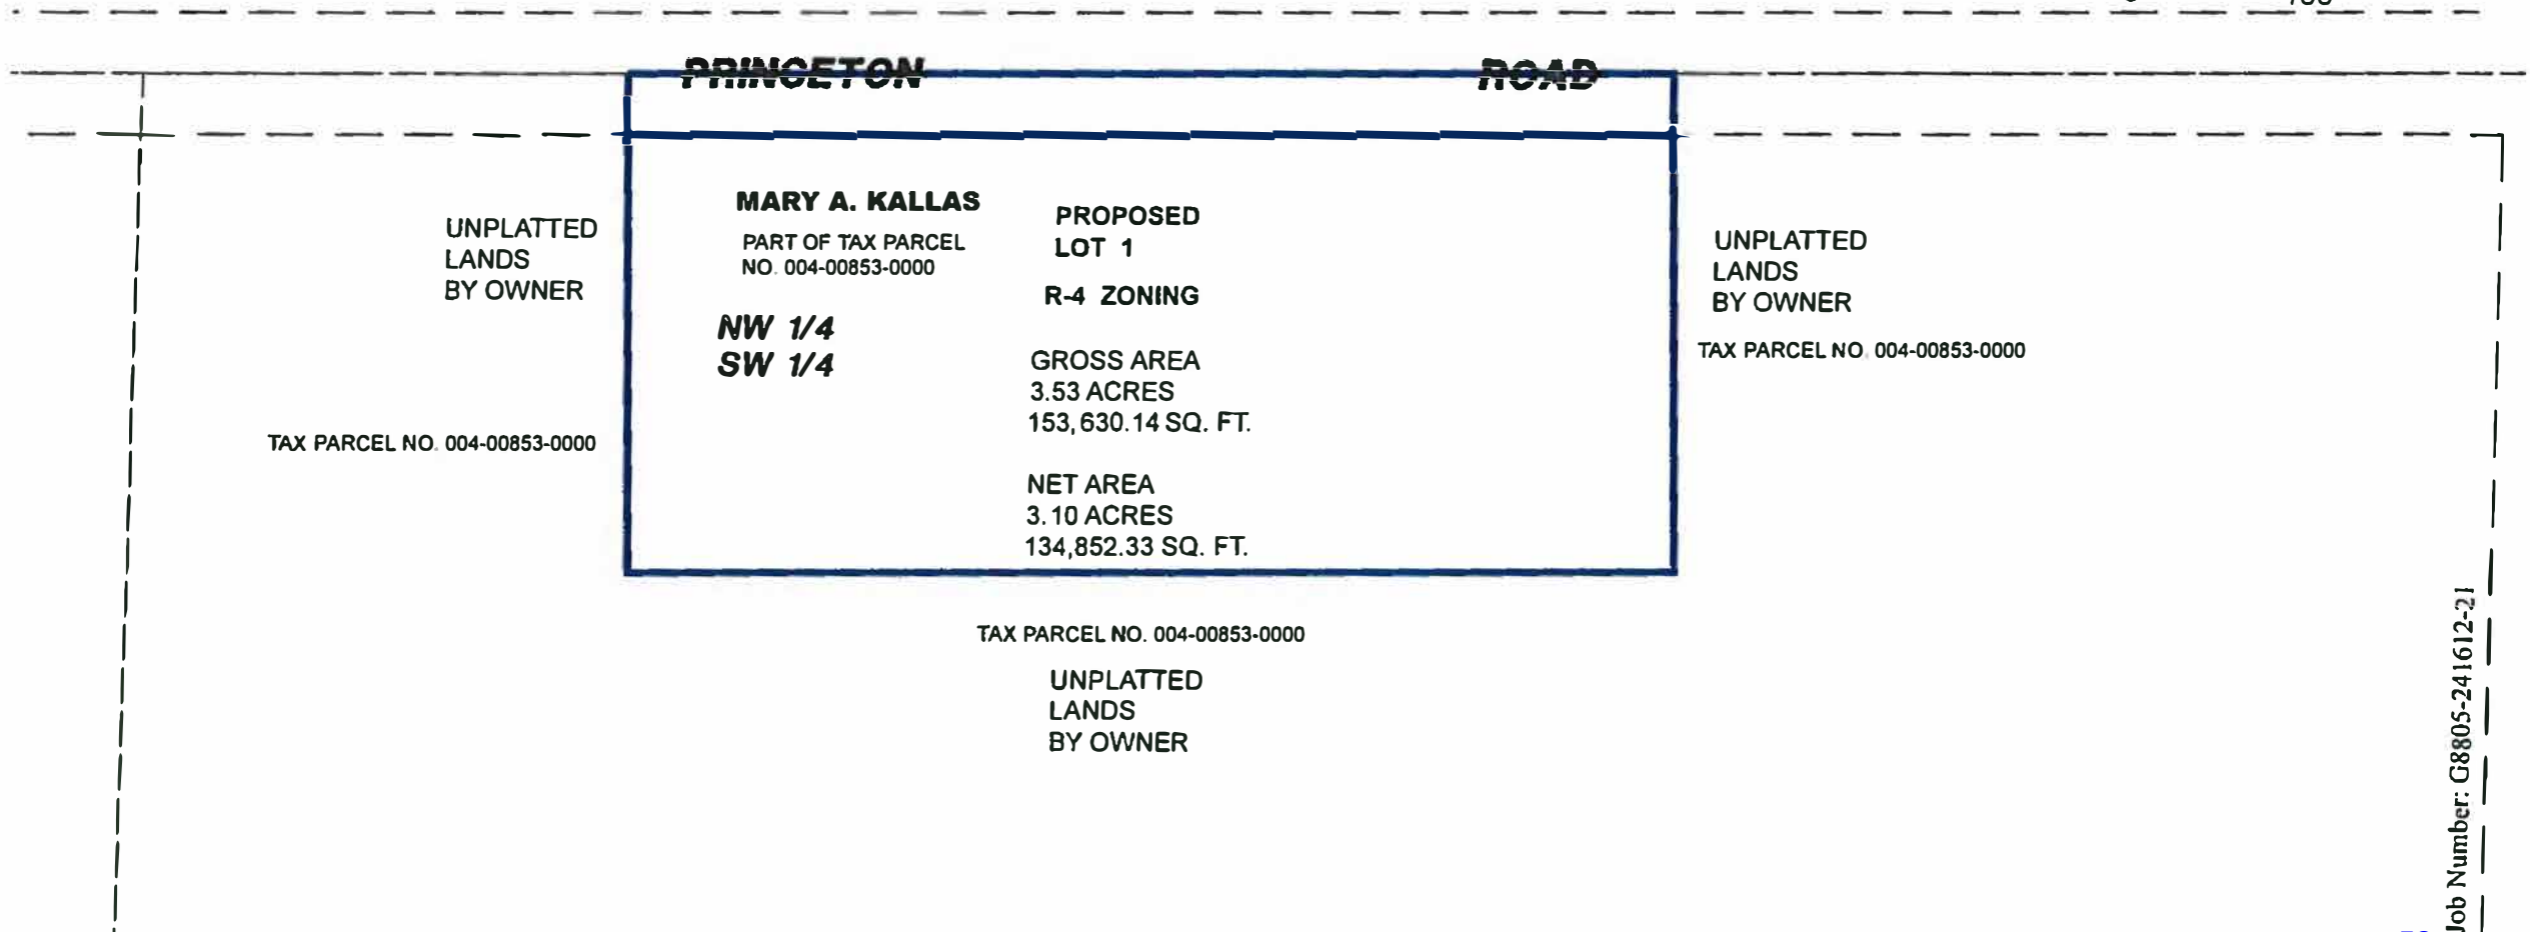 PRINCETON ROAD
MARY A. KALLAS
PART OF TAX PARCEL
NO. 004-00853-0000
NW 1/4
SW 1/4
PROPOSED
LOT 1
R-4 ZONING
GROSS AREA
3.53 ACRES
153,630.14 SQ. FT.
NET AREA
3.10 ACRES
134,852.33 SQ. FT.
UNPLATTED
LANDS
BY OWNER
TAX PARCEL NO. 004-00853-0000
UNPLATTED
LANDS
BY OWNER
TAX PARCEL NO. 004-00853-0000
TAX PARCEL NO. 004-00853-0000
UNPLATTED
LANDS
BY OWNER
Job Number: G8805-241612-21